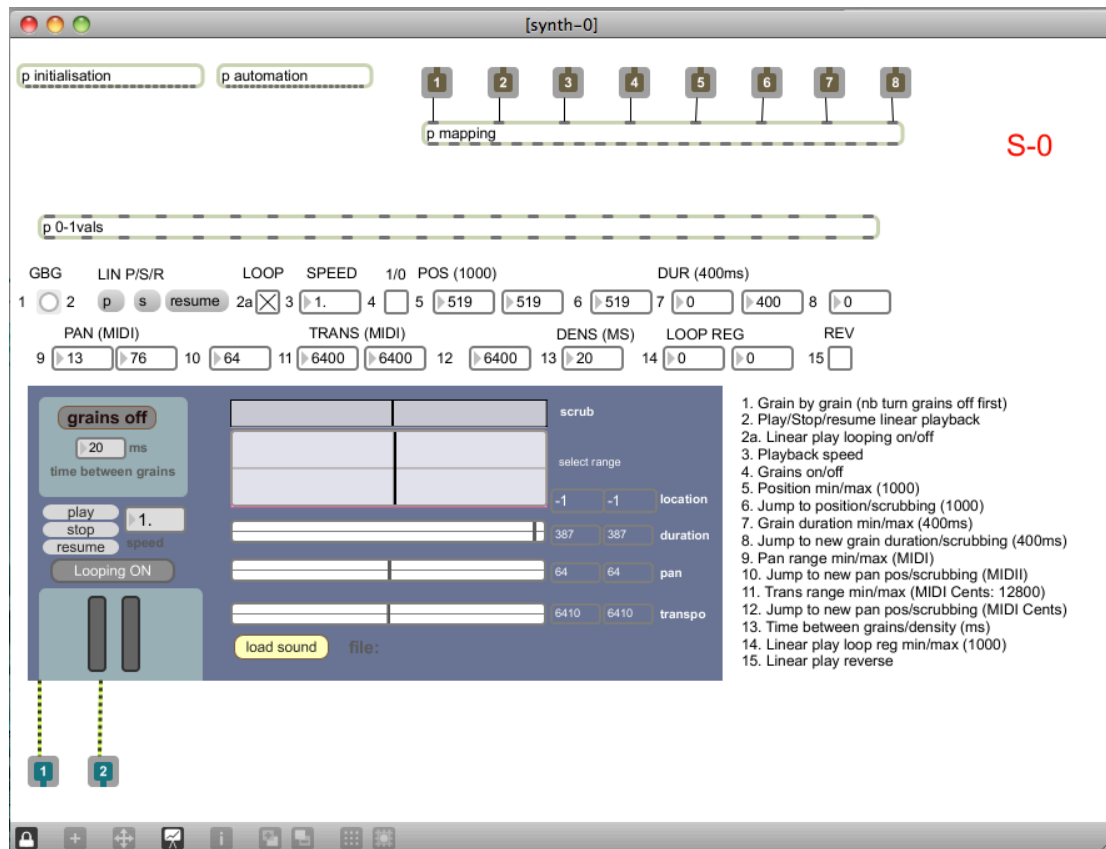 [synth-0]
p initialisation
p automation
1 2 3 4 5 6 7 8
p mapping
S-0
p 0-1vals
GBG LIN P/S/R LOOP SPEED 1/0 POS (1000) DUR (400ms)
1 2 p s resume 2a 3 1. 4 5 519 519 6 519 7 0 400 8 0
PAN (MIDI) TRANS (MIDI) DENS (MS) LOOP REG REV
9 13 76 10 64 11 6400 6400 12 6400 13 20 14 0 0 15
grains off
20 ms
time between grains
play
stop
resume
1.
speed
Looping ON
scrub
select range
-1 -1 location
387 387 duration
64 64 pan
6410 6410 transpo
load sound file:
1. Grain by grain (nb turn grains off first)
2. Play/Stop/resume linear playback
2a. Linear play looping on/off
3. Playback speed
4. Grains on/off
5. Position min/max (1000)
6. Jump to position/scrubbing (1000)
7. Grain duration min/max (400ms)
8. Jump to new grain duration/scrubbing (400ms)
9. Pan range min/max (MIDI)
10. Jump to new pan pos/scrubbing (MIDII)
11. Trans range min/max (MIDI Cents: 12800)
12. Jump to new pan pos/scrubbing (MIDI Cents)
13. Time between grains/density (ms)
14. Linear play loop reg min/max (1000)
15. Linear play reverse
1 2